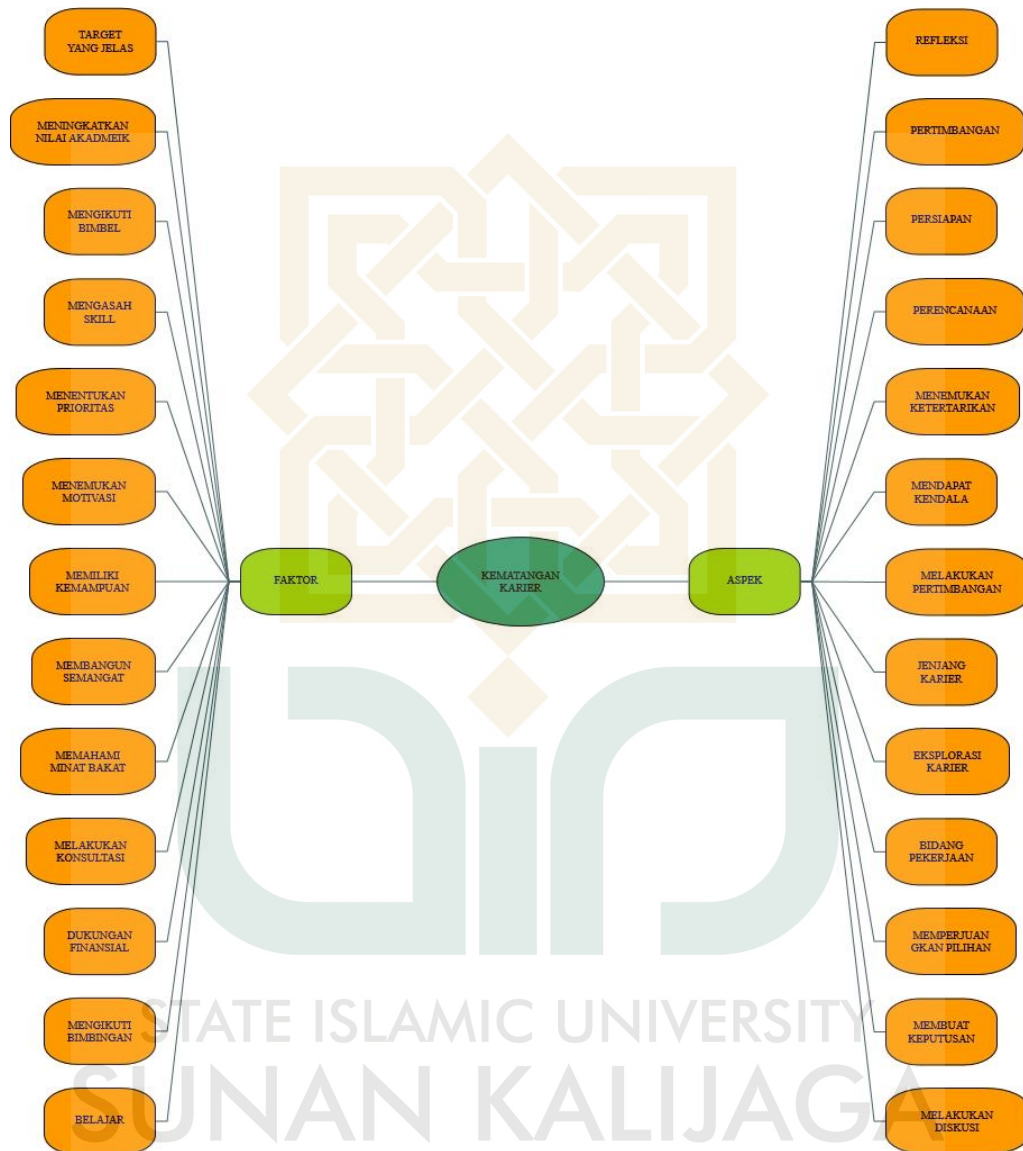 TARGET
YANG JELAS
MENINGKATKAN
NILAI AKADMEIK
MENGIKUTI
BIMBEL
MENGASAH
SKILL
MENENTUKAN
PRIORITAS
MENEMUKAN
MOTIVASI
MEMILIKI
KEMAMPUAN
MEMBANGUN
SEMANGAT
MEMAHAMI
MINAT BAKAT
MELAKUKAN
KONSULTASI
DUKUNGAN
FINANSIAL
MENGIKUTI
BIMBINGAN
BELAJAR
FAKTOR
KEMATANGAN
KARIER
ASPEK
REFLEKSI
PERTIMBANGAN
PERSIAPAN
PERENCANAAN
MENEMUKAN
KETERTARIKAN
MENDAPAT
KENDALA
MELAKUKAN
PERTIMBANGAN
JENJANG
KARIER
EKSPLORASI
KARIER
BIDANG
PEKERJAAN
MEMPERJUAN
GKAN PILIHAN
MEMBUAT
KEPUTUSAN
MELAKUKAN
DISKUSI
STATE ISLAMIC UNIVERSITY
SUNAN KALIJAGA